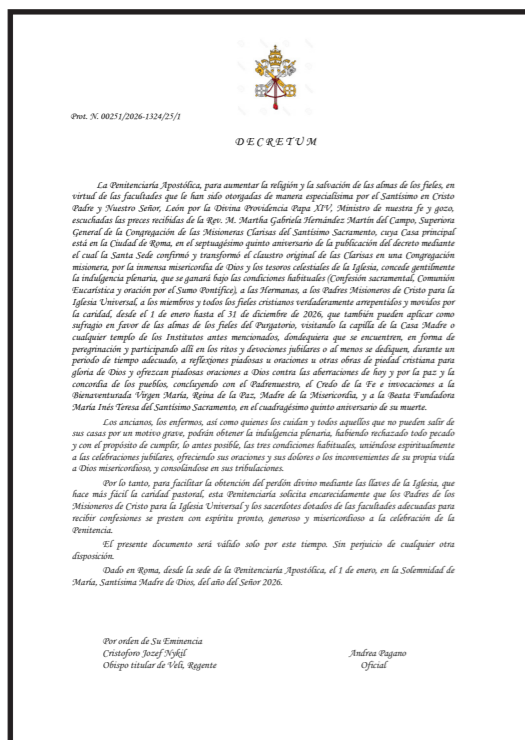 Prot. N. 00251/2026-1324/25/1
DECRETUM
La Penitenciaría Apostólica, para aumentar la religión y la salvación de las almas de los fieles, en
virtud de las facultades que le han sido otorgadas de manera especialísima por el Santísimo en Cristo
Padre y Nuestro Señor, León por la Divina Providencia Papa XIV, Ministro de nuestra fe y gozo,
escuchadas las preces recibidas de la Rev. M. Martha Gabriela Hernández Martín del Campo, Superiora
General de la Congregación de las Misioneras Clarisas del Santísimo Sacramento, cuya Casa principal
está en la Ciudad de Roma, en el septuagésimo quinto aniversario de la publicación del decreto mediante
el cual la Santa Sede confirmó y transformó el claustro original de las Clarisas en una Congregación
misionera, por la inmensa misericordia de Dios y los tesoros celestiales de la Iglesia, concede gentilmente
la indulgencia plenaria, que se ganará bajo las condiciones habituales (Confesión sacramental, Comunión
Eucarística y oración por el Sumo Pontífice), a las Hermanas, a los Padres Misioneros de Cristo para la
Iglesia Universal, a los miembros y todos los fieles cristianos verdaderamente arrepentidos y movidos por
la caridad, desde el 1 de enero hasta el 31 de diciembre de 2026, que también pueden aplicar como
sufragio en favor de las almas de los fieles del Purgatorio, visitando la capilla de la Casa Madre o
cualquier templo de los Institutos antes mencionados, dondequiera que se encuentren, en forma de
peregrinación y participando allí en los ritos y devociones jubilares o al menos se dediquen, durante un
periodo de tiempo adecuado, a reflexiones piadosas u oraciones u otras obras de piedad cristiana para
gloria de Dios y ofrezcan piadosas oraciones a Dios contra las aberraciones de hoy y por la paz y la
concordia de los pueblos, concluyendo con el Padrenuestro, el Credo de la Fe e invocaciones a la
Bienaventurada Virgen María, Reina de la Paz, Madre de la Misericordia, y a la Beata Fundadora
María Inés Teresa del Santísimo Sacramento, en el cuadragésimo quinto aniversario de su muerte.
Los ancianos, los enfermos, así como quienes los cuidan y todos aquellos que no pueden salir de
sus casas por un motivo grave, podrán obtener la indulgencia plenaria, habiendo rechazado todo pecado
y con el propósito de cumplir, lo antes posible, las tres condiciones habituales, uniéndose espiritualmente
a las celebraciones jubilares, ofreciendo sus oraciones y sus dolores o los inconvenientes de su propia vida
a Dios misericordioso, y consolándose en sus tribulaciones.
Por lo tanto, para facilitar la obtención del perdón divino mediante las llaves de la Iglesia, que
hace más fácil la caridad pastoral, esta Penitenciaría solicita encarecidamente que los Padres de los
Misioneros de Cristo para la Iglesia Universal y los sacerdotes dotados de las facultades adecuadas para
recibir confesiones se presten con espíritu pronto, generoso y misericordioso a la celebración de la
Penitencia.
El presente documento será válido solo por este tiempo. Sin perjuicio de cualquier otra
disposición.
Dado en Roma, desde la sede de la Penitenciaría Apostólica, el 1 de enero, en la Solemnidad de
María, Santísima Madre de Dios, del año del Señor 2026.
Por orden de Su Eminencia
Cristoforo Jozef Nykil
Obispo titular de Velí, Regente
Andrea Pagano
Oficial